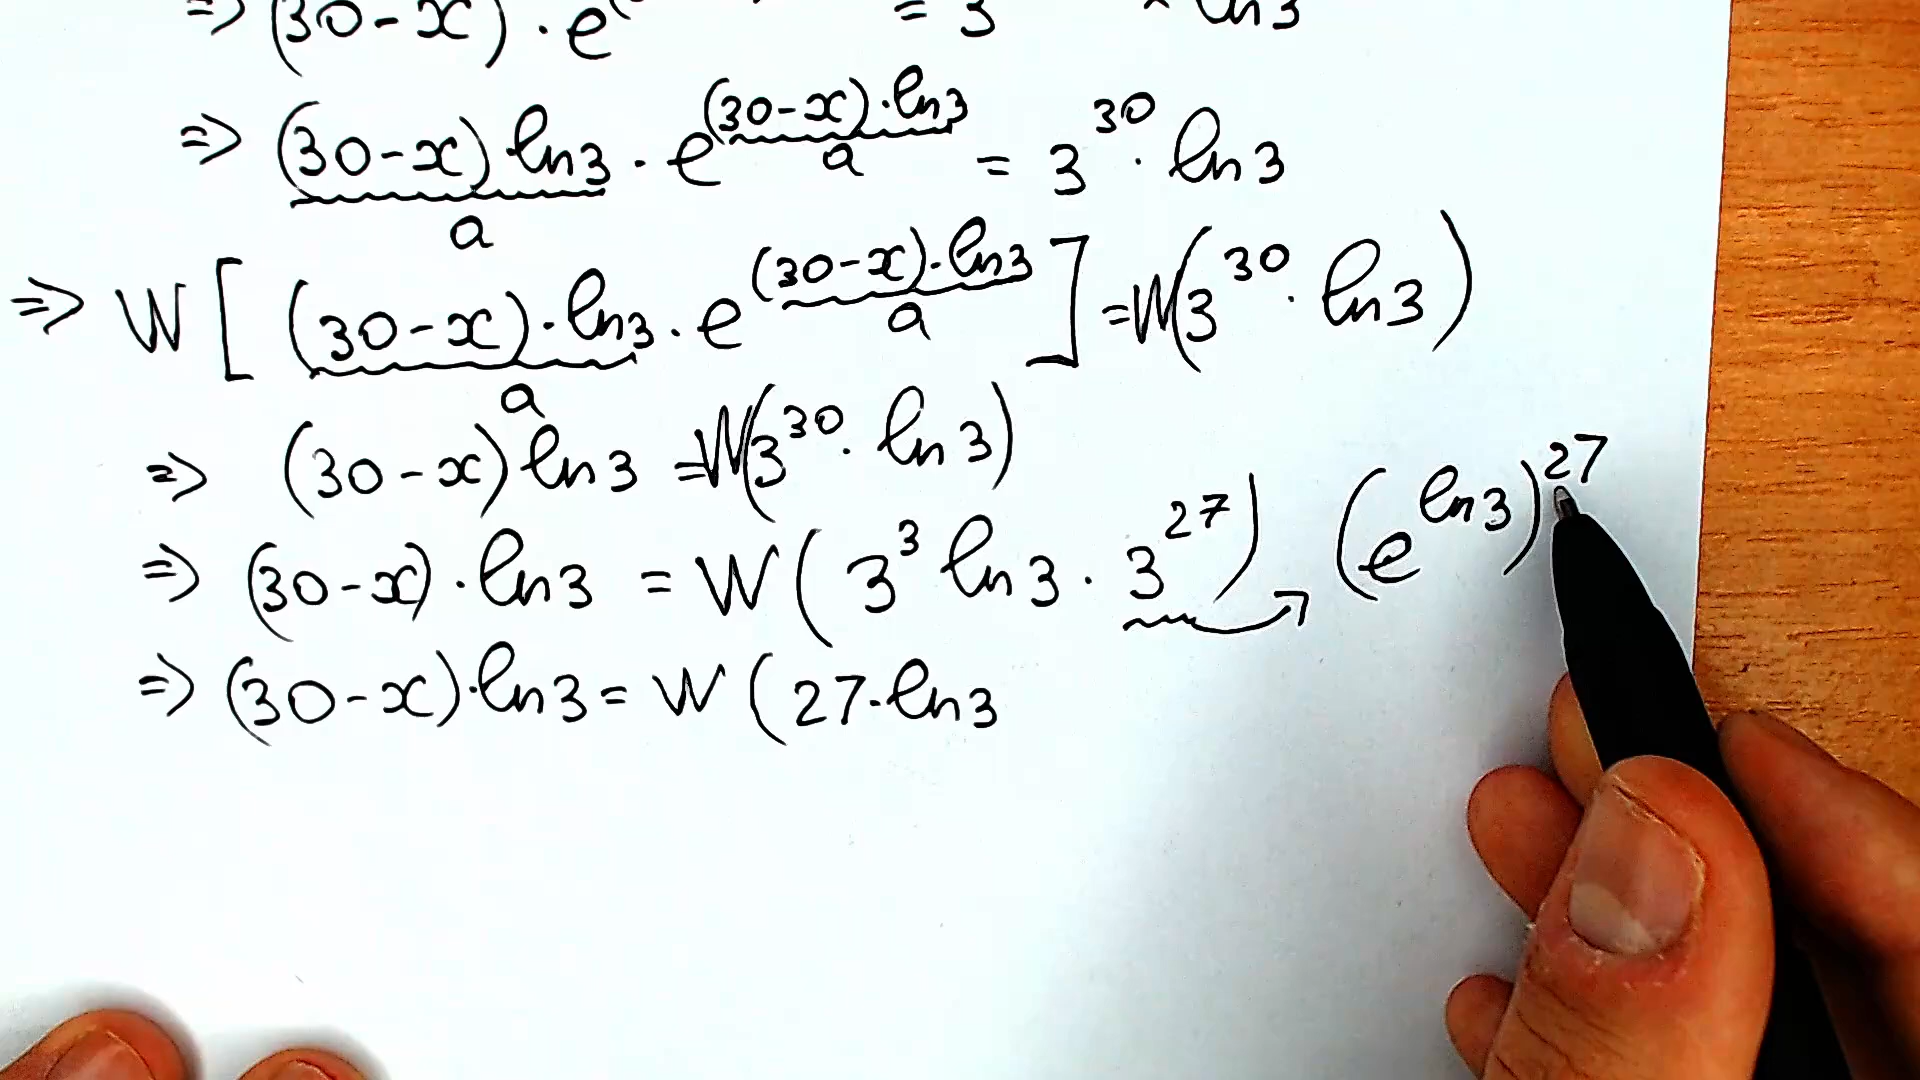 => (30-x) · e^( = 3 × ln3
=> (30-x) ln3 · e^((30-x)·ln3) = 3^30 · ln3
a a
=> W [ (30-x)·ln3 · e^((30-x)·ln3) ] = W(3^30 · ln3)
a a
=> (30-x) ln3 = W(3^30 · ln3)
=> (30-x) · ln3 = W ( 3^3 ln3 · 3^27 ) → (e^ln3)^27
=> (30-x)·ln3 = W ( 27·ln3